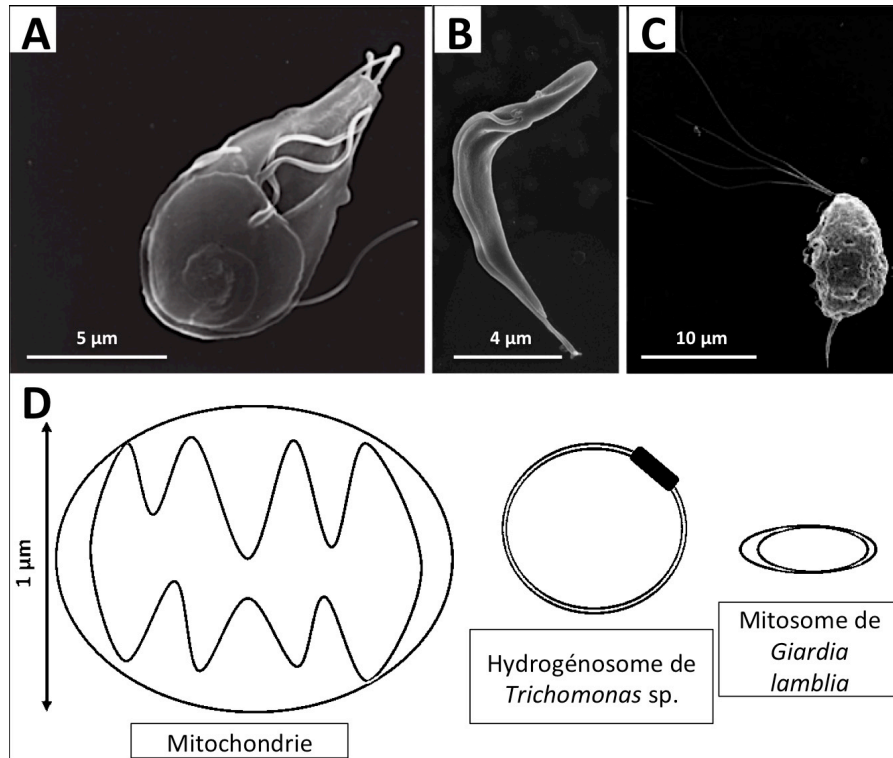 A
B
C
5 µm
4 µm
10 µm
D
1 µm
Mitochondrie
Hydrogénosome de
Trichomonas sp.
Mitosome de
Giardia
lamblia